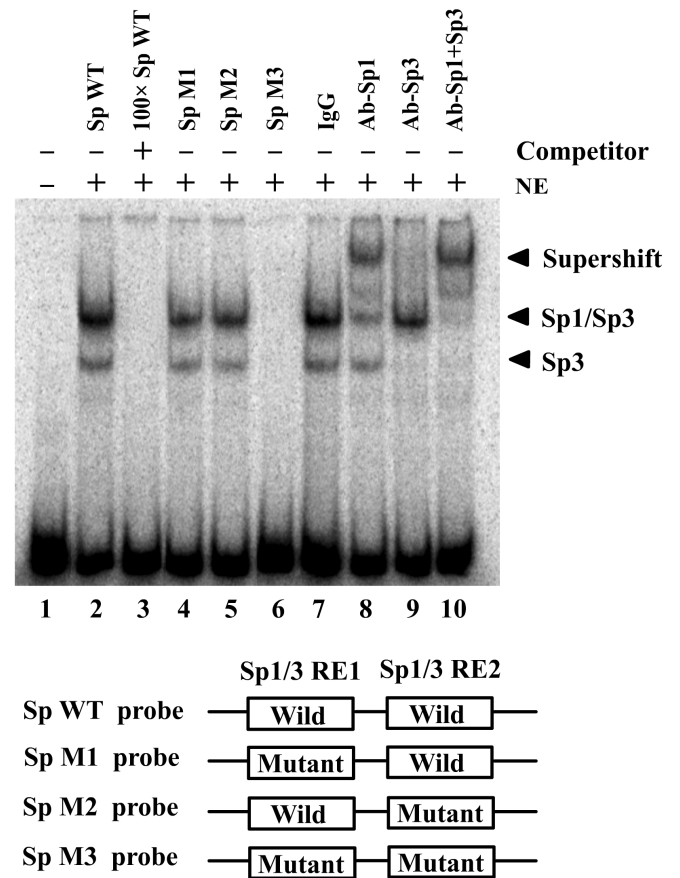 Sp WT
100× Sp WT
Sp M1
Sp M2
Sp M3
IgG
Ab-Sp1
Ab-Sp3
Ab-Sp1+Sp3
– – + – – – – – – – Competitor
– + + + + + + + + + NE
Supershift
Sp1/Sp3
Sp3
1 2 3 4 5 6 7 8 9 10
Sp1/3 RE1 Sp1/3 RE2
Sp WT probe Wild Wild
Sp M1 probe Mutant Wild
Sp M2 probe Wild Mutant
Sp M3 probe Mutant Mutant